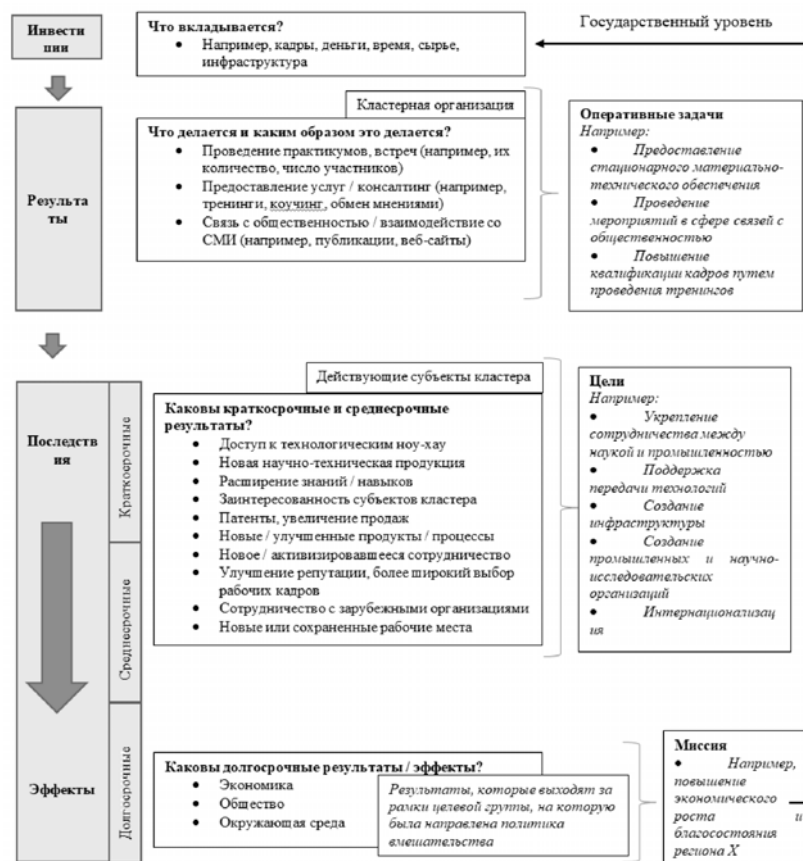 Инвести
ции
Что вкладывается?
• Например, кадры, деньги, время, сырье,
инфраструктура
Государственный уровень
Результа
ты
Кластерная организация
Что делается и каким образом это делается?
• Проведение практикумов, встреч (например, их
количество, число участников)
• Предоставление услуг / консалтинг (например,
тренинги, коучинг, обмен мнениями)
• Связь с общественностью / взаимодействие со
СМИ (например, публикации, веб-сайты)
Оперативные задачи
Например:
• Предоставление
стационарного материально-
технического обеспечения
• Проведение
мероприятий в сфере связей с
общественностью
• Повышение
квалификации кадров путем
проведения тренингов
Последств
ия
Краткосрочные
Среднесрочные
Действующие субъекты кластера
Каковы краткосрочные и среднесрочные
результаты?
• Доступ к технологическим ноу-хау
• Новая научно-техническая продукция
• Расширение знаний / навыков
• Заинтересованность субъектов кластера
• Патенты, увеличение продаж
• Новые / улучшенные продукты / процессы
• Новое / активизировавшееся сотрудничество
• Улучшение репутации, более широкий выбор
рабочих кадров
• Сотрудничество с зарубежными организациями
• Новые или сохраненные рабочие места
Цели
Например:
• Укрепление
сотрудничества между
наукой и промышленностью
• Поддержка
передачи технологий
• Создание
инфраструктуры
• Создание
промышленных и научно-
исследовательских
организаций
• Интернационализац
ия
Эффекты
Долгосрочные
Каковы долгосрочные результаты / эффекты?
• Экономика
• Общество
• Окружающая среда
Результаты, которые выходят за
рамки целевой группы, на которую
была направлена политика
вмешательства
Миссия
• Например,
повышение
экономического
роста и
благосостояния
региона X